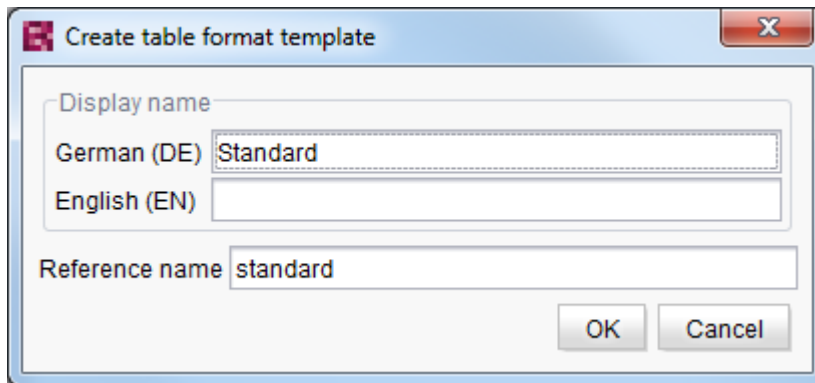 Create table format template
Display name
German (DE) Standard
English (EN)
Reference name standard
OK Cancel